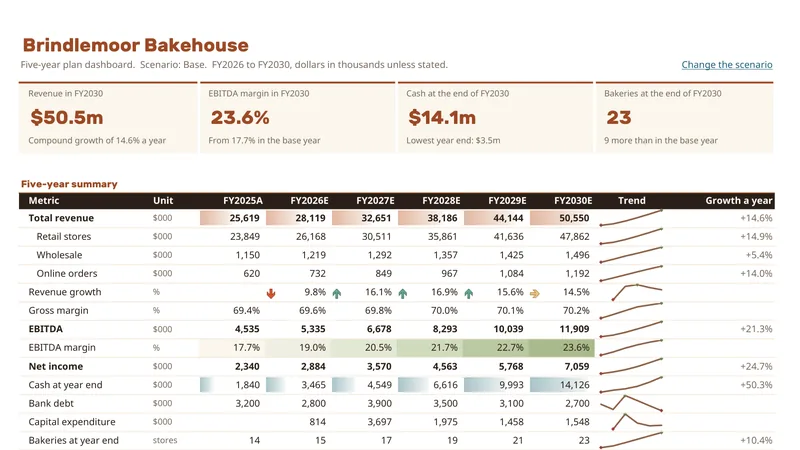 Brindlemoor Bakehouse
Five-year plan dashboard. Scenario: Base. FY2026 to FY2030, dollars in thousands unless stated. Change the scenario
Revenue in FY2030 EBITDA margin in FY2030 Cash at the end of FY2030 Bakeries at the end of FY2030
$50.5m 23.6% $14.1m 23
Compound growth of 14.6% a year From 17.7% in the base year Lowest year end: $3.5m 9 more than in the base year
Five-year summary
Metric Unit FY2025A FY2026E FY2027E FY2028E FY2029E FY2030E Trend Growth a year
Total revenue $000 25,619 28,119 32,651 38,186 44,144 50,550 +14.6%
Retail stores $000 23,849 26,168 30,511 35,861 41,636 47,862 +14.9%
Wholesale $000 1,150 1,219 1,292 1,357 1,425 1,496 +5.4%
Online orders $000 620 732 849 967 1,084 1,192 +14.0%
Revenue growth % 9.8% 16.1% 16.9% 15.6% 14.5%
Gross margin % 69.4% 69.6% 69.8% 70.0% 70.1% 70.2%
EBITDA $000 4,535 5,335 6,678 8,293 10,039 11,909 +21.3%
EBITDA margin % 17.7% 19.0% 20.5% 21.7% 22.7% 23.6%
Net income $000 2,340 2,884 3,570 4,563 5,768 7,059 +24.7%
Cash at year end $000 1,840 3,465 4,549 6,616 9,993 14,126 +50.3%
Bank debt $000 3,200 2,800 3,900 3,500 3,100 2,700
Capital expenditure $000 814 3,697 1,975 1,458 1,548
Bakeries at year end stores 14 15 17 19 21 23 +10.4%